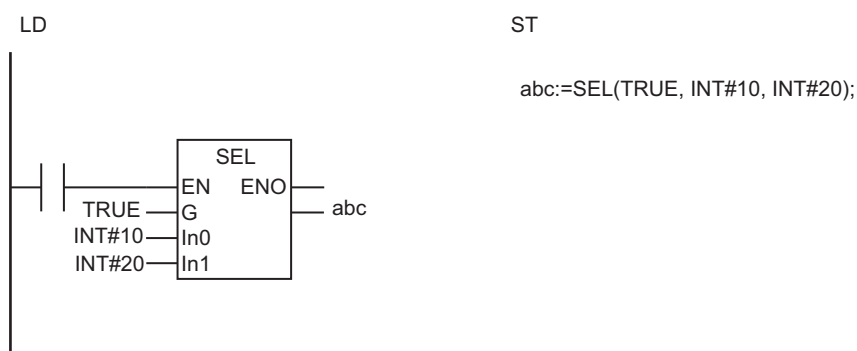 LD
ST
abc:=SEL(TRUE, INT#10, INT#20);
SEL
EN ENO
TRUE G abc
INT#10 In0
INT#20 In1